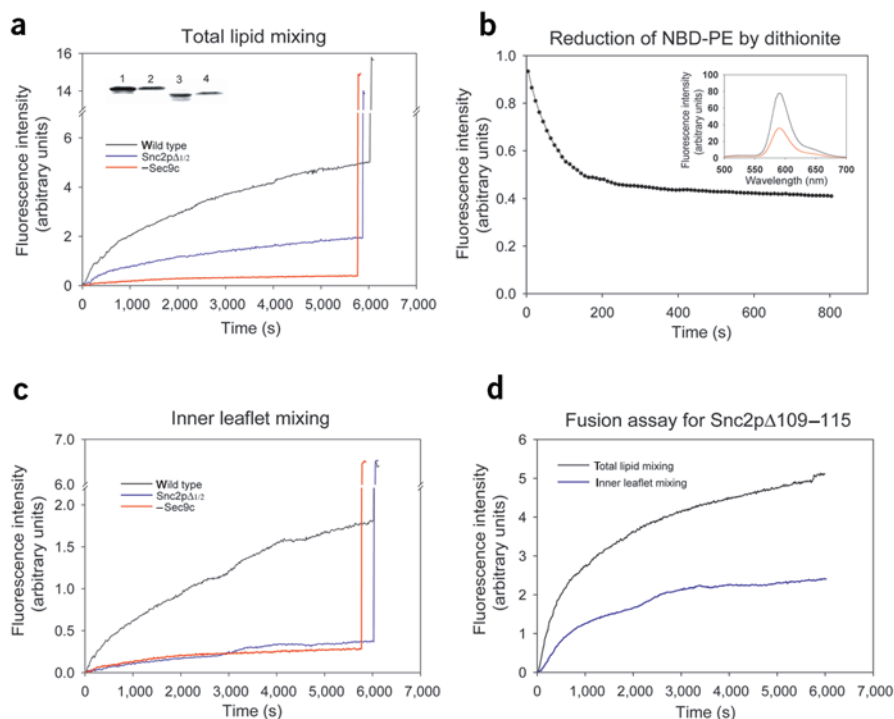 a
Total lipid mixing
16
14
6
4
2
0
1 2 3 4
Wild type
Snc2pΔ1/2
–Sec9c
Fluorescence intensity
(arbitrary units)
0 1,000 2,000 3,000 4,000 5,000 6,000 7,000
Time (s)
b
Reduction of NBD-PE by dithionite
1.0
0.8
0.6
0.4
0.2
0.0
Fluorescence intensity
(arbitrary units)
100
80
60
40
20
0
Fluorescence intensity
(arbitrary units)
500 550 600 650 700
Wavelength (nm)
0 200 400 600 800
Time (s)
c
Inner leaflet mixing
7.0
6.0
2.0
1.5
1.0
0.5
0.0
Wild type
Snc2pΔ1/2
–Sec9c
Fluorescence intensity
(arbitrary units)
0 1,000 2,000 3,000 4,000 5,000 6,000 7,000
Time (s)
d
Fusion assay for Snc2pΔ109–115
6
5
4
3
2
1
0
Total lipid mixing
Inner leaflet mixing
Fluorescence intensity
(arbitrary units)
0 1,000 2,000 3,000 4,000 5,000 6,000 7,000
Time (s)